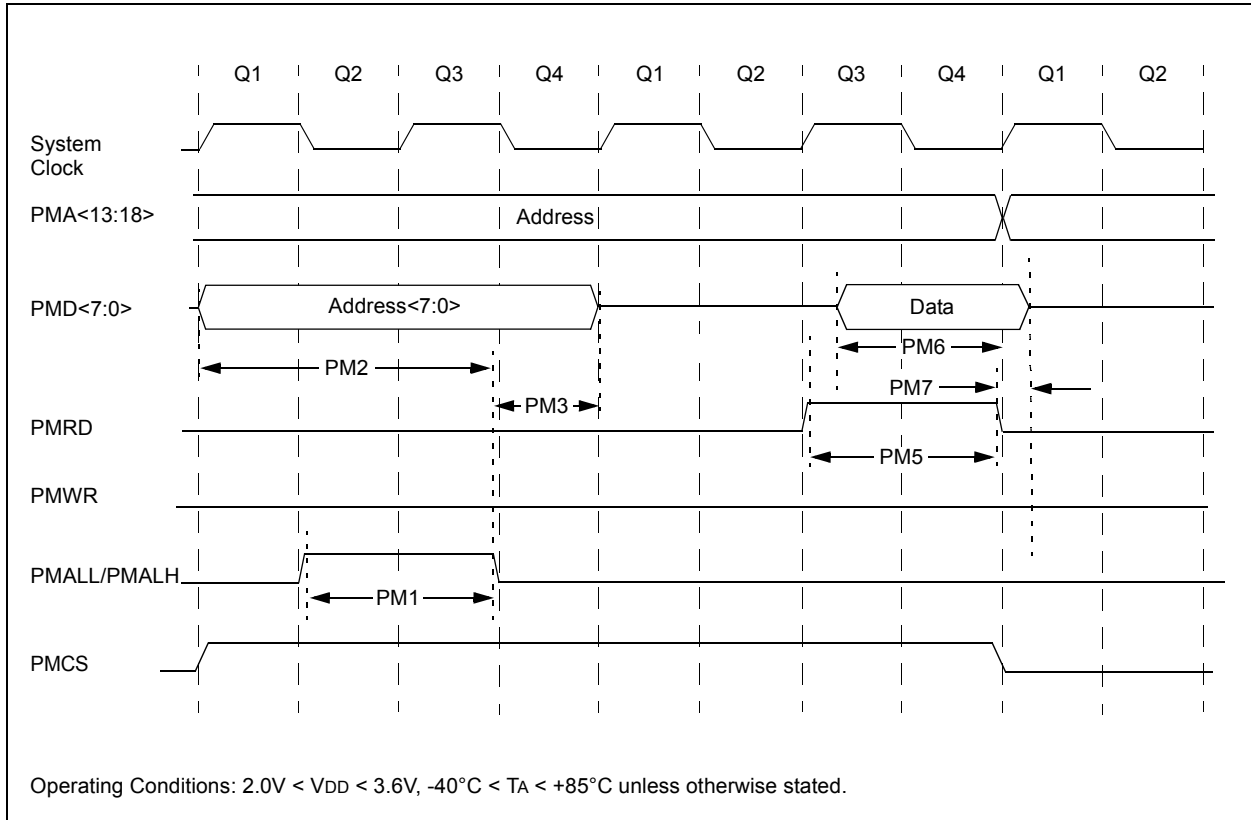 Q1 Q2 Q3 Q4 Q1 Q2 Q3 Q4 Q1 Q2
System
Clock
PMA<13:18>
Address
PMD<7:0>
Address<7:0>
Data
PM2
PM6
PM3
PM7
PMRD
PM5
PMWR
PMALL/PMALH
PM1
PMCS
Operating Conditions: 2.0V < VDD < 3.6V, -40°C < TA < +85°C unless otherwise stated.